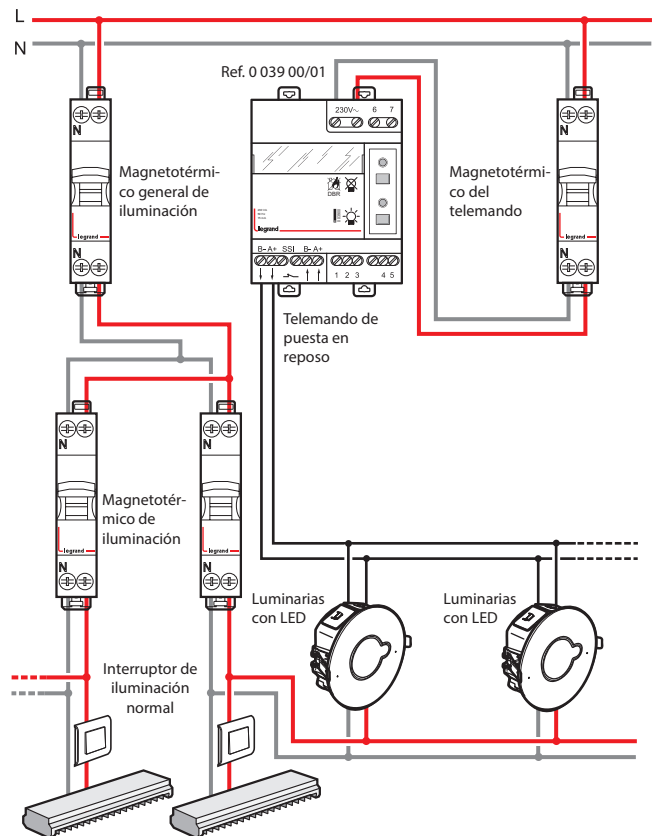 L
N
Ref. 0 039 00/01
230V~ 6 7
N
Magnetotérmi-
co general de
iluminación
legrand
N
DBR
legrand
B- A+ SSI B- A+
1 2 3 4 5
Magnetotérmi-
co del
telemando
N
legrand
N
Telemando de
puesta en
reposo
N
Magnetotér-
mico de
iluminación
legrand
N
N
legrand
N
Luminarias
con LED
Luminarias
con LED
Interruptor de
iluminación
normal